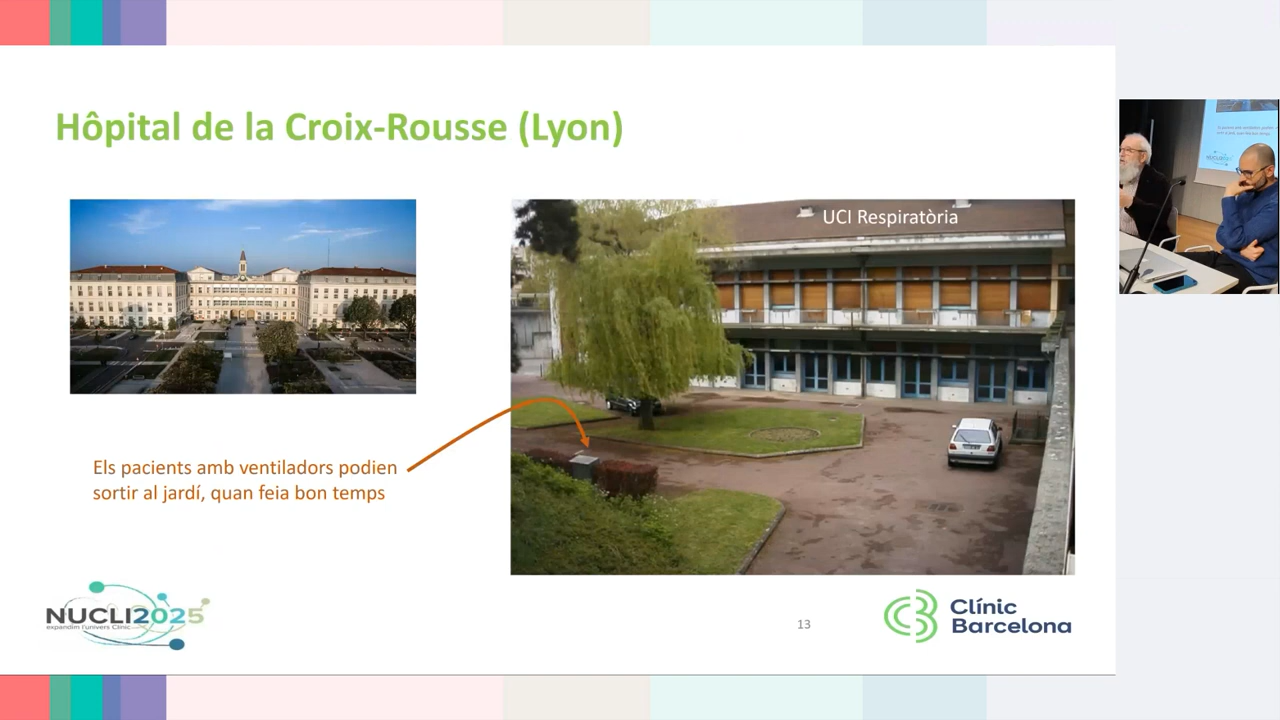 Hôpital de la Croix-Rousse (Lyon)
UCI Respiratòria
Els pacients amb ventiladors podien
sortir al jardí, quan feia bon temps
NUCLI2025
expandim l'univers Clínic
13
Clínic
Barcelona